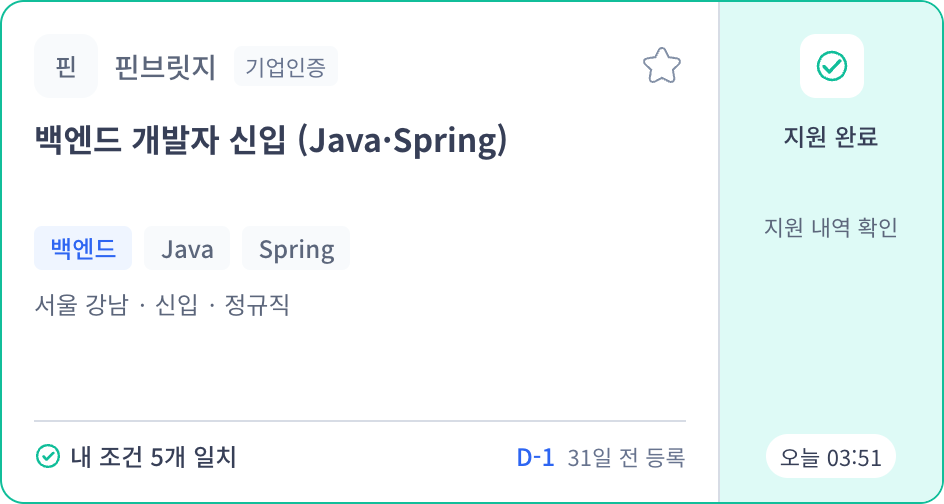 핀 핀브릿지 기업인증
백엔드 개발자 신입 (Java·Spring)
백엔드 Java Spring
서울 강남 · 신입 · 정규직
내 조건 5개 일치 D-1 31일 전 등록
지원 완료
지원 내역 확인
오늘 03:51